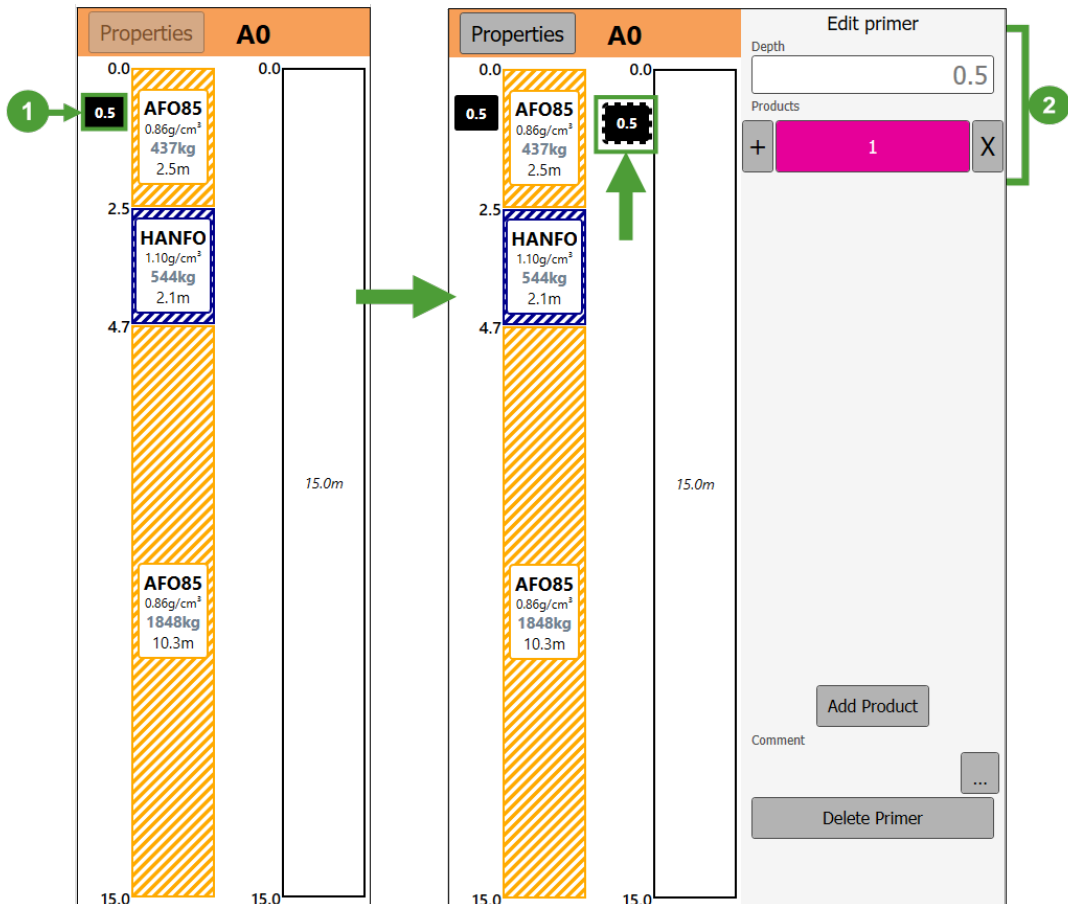 Properties A0
0.0 0.0
1 0.5
AFO85
0.86g/cm³
437kg
2.5m
2.5
HANFO
1.10g/cm³
544kg
2.1m
4.7
15.0m
AFO85
0.86g/cm³
1848kg
10.3m
15.0 15.0
Properties A0
0.0 0.0
0.5 0.5
AFO85
0.86g/cm³
437kg
2.5m
2.5
HANFO
1.10g/cm³
544kg
2.1m
4.7
15.0m
AFO85
0.86g/cm³
1848kg
10.3m
15.0 15.0
Edit primer
Depth
0.5
Products
+ 1 X
2
Add Product
Comment
...
Delete Primer